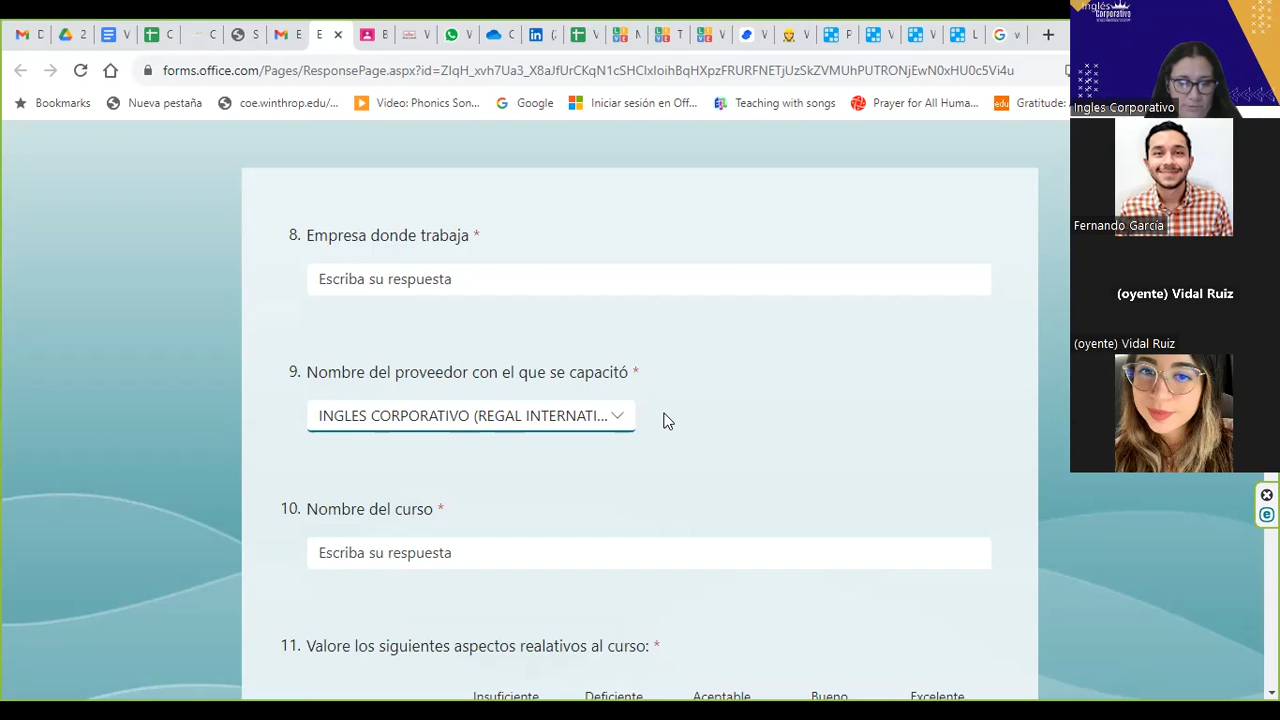 M D
2
V
C
C
S
M E
E
B
V
C
V
N
T
V
V
V
P
V
V
L
v
forms.office.com/Pages/ResponsePage.aspx?id=ZIqH_xvh7Ua3_X8aJfUrCKqN1cSHClxIoihBqHXpzFRURFNETjUzSkZVMUhPUTRONjEwN0xHU0c5Vi4u
Bookmarks
Nueva pestaña
coe.winthrop.edu/...
Video: Phonics Son...
Google
Iniciar sesión en Off...
Teaching with songs
Prayer for All Huma...
Gratitude:
8. Empresa donde trabaja *
Escriba su respuesta
9. Nombre del proveedor con el que se capacitó *
INGLES CORPORATIVO (REGAL INTERNATI...
10. Nombre del curso *
Escriba su respuesta
11. Valore los siguientes aspectos realativos al curso: *
Insuficiente Deficiente Aceptable Bueno Excelente
Inglés
Corporativo
Ingles Corporativo
Fernando García
(oyente) Vidal Ruiz
(oyente) Vidal Ruiz